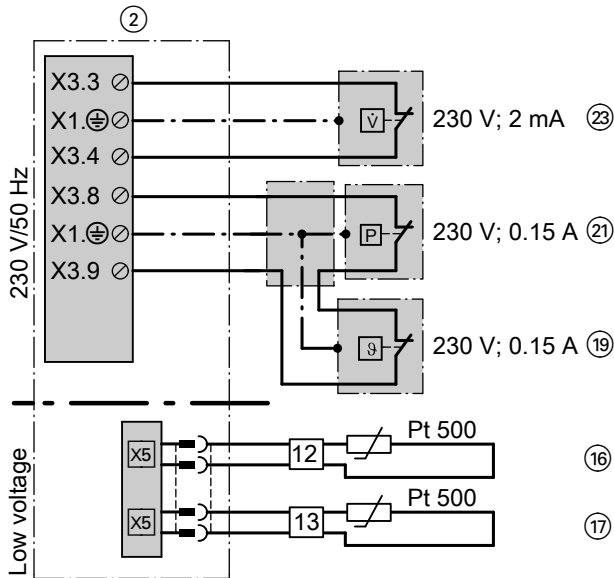 ②
230 V/50 Hz
X3.3
X1.⏚
X3.4
X3.8
X1.⏚
X3.9
V̇ 230 V; 2 mA ㉓
P 230 V; 0.15 A ㉑
ϑ 230 V; 0.15 A ⑲
Low voltage
X5 12 Pt 500 ⑯
X5 13 Pt 500 ⑰